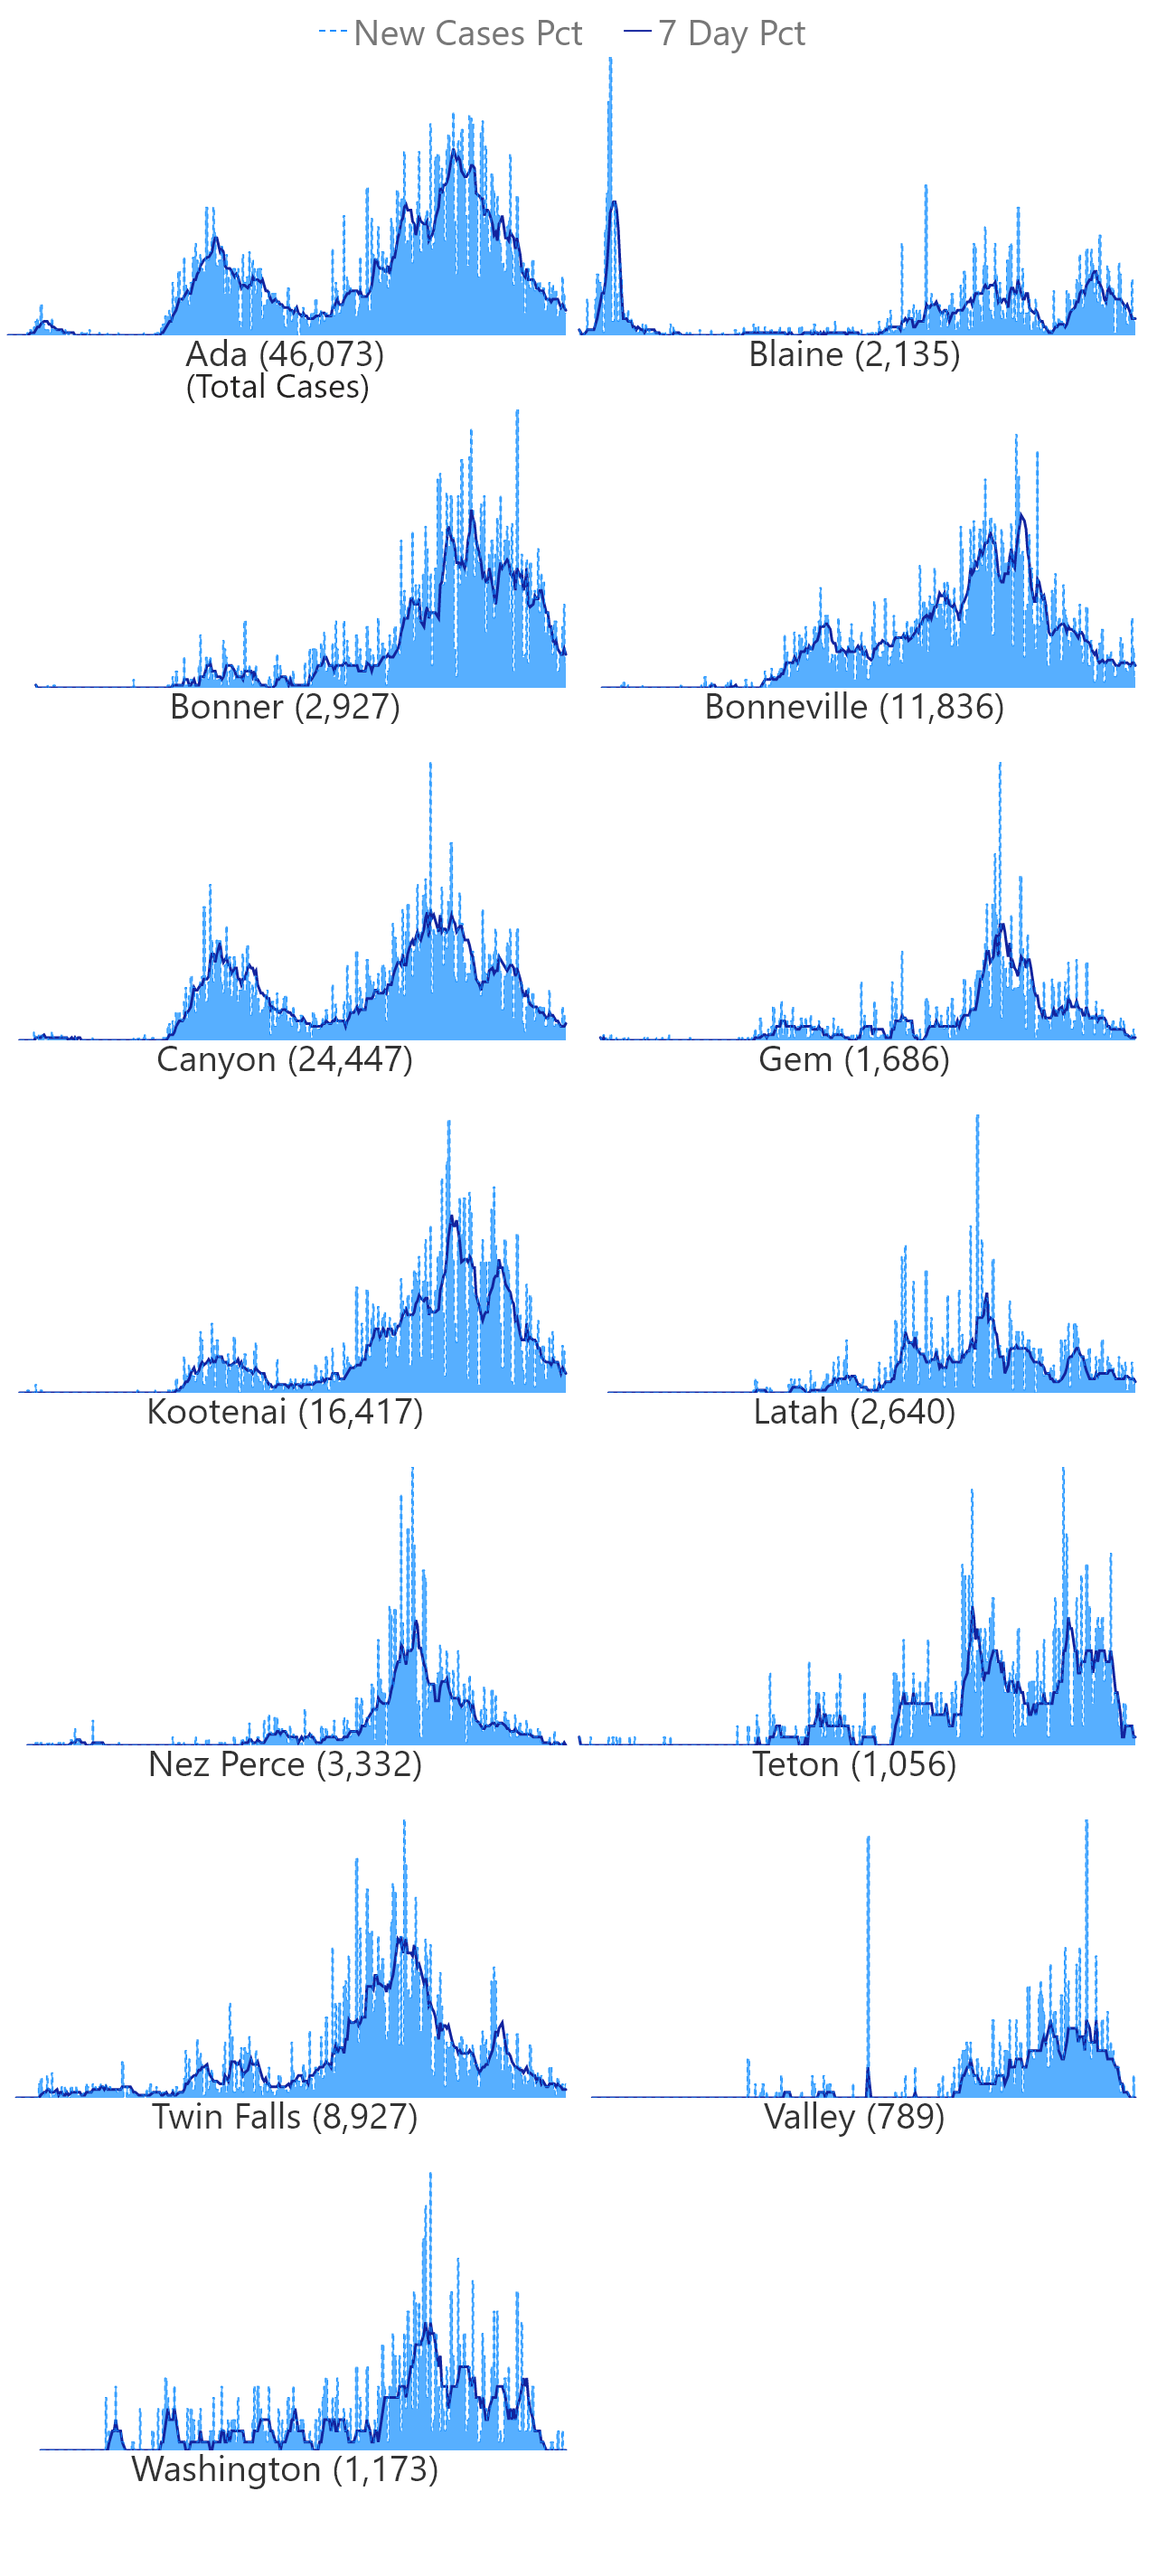 New Cases Pct 7 Day Pct
Ada (46,073)
(Total Cases)
Blaine (2,135)
Bonner (2,927)
Bonneville (11,836)
Canyon (24,447)
Gem (1,686)
Kootenai (16,417)
Latah (2,640)
Nez Perce (3,332)
Teton (1,056)
Twin Falls (8,927)
Valley (789)
Washington (1,173)